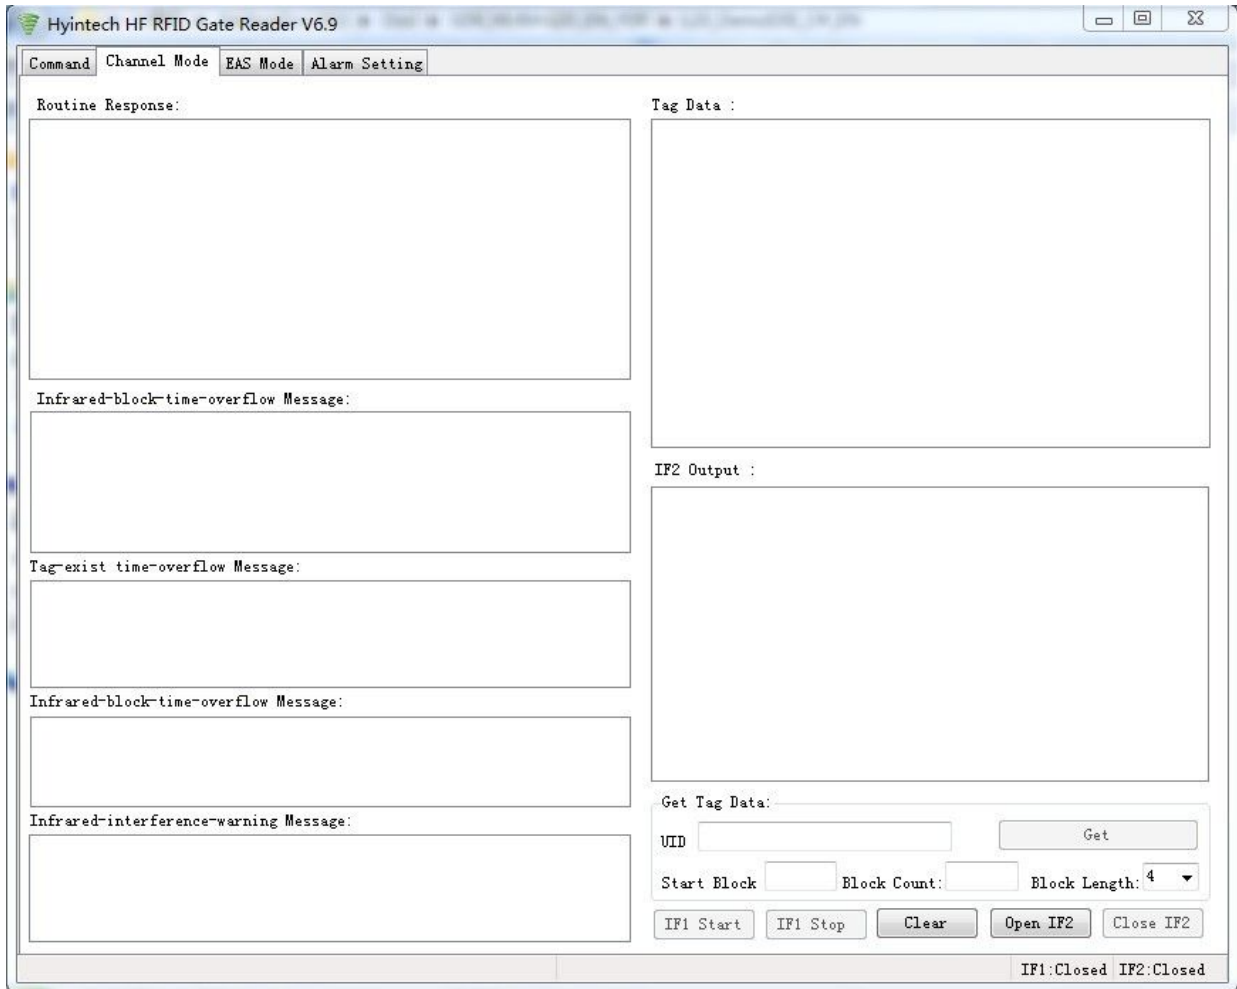 Hyintech HF RFID Gate Reader V6.9
Command Channel Mode EAS Mode Alarm Setting
Routine Response:
Infrared-block-time-overflow Message:
Tag-exist time-overflow Message:
Infrared-block-time-overflow Message:
Infrared-interference-warning Message:
Tag Data :
IF2 Output :
Get Tag Data:
UID Get
Start Block Block Count: Block Length: 4
IF1 Start IF1 Stop Clear Open IF2 Close IF2
IF1:Closed IF2:Closed